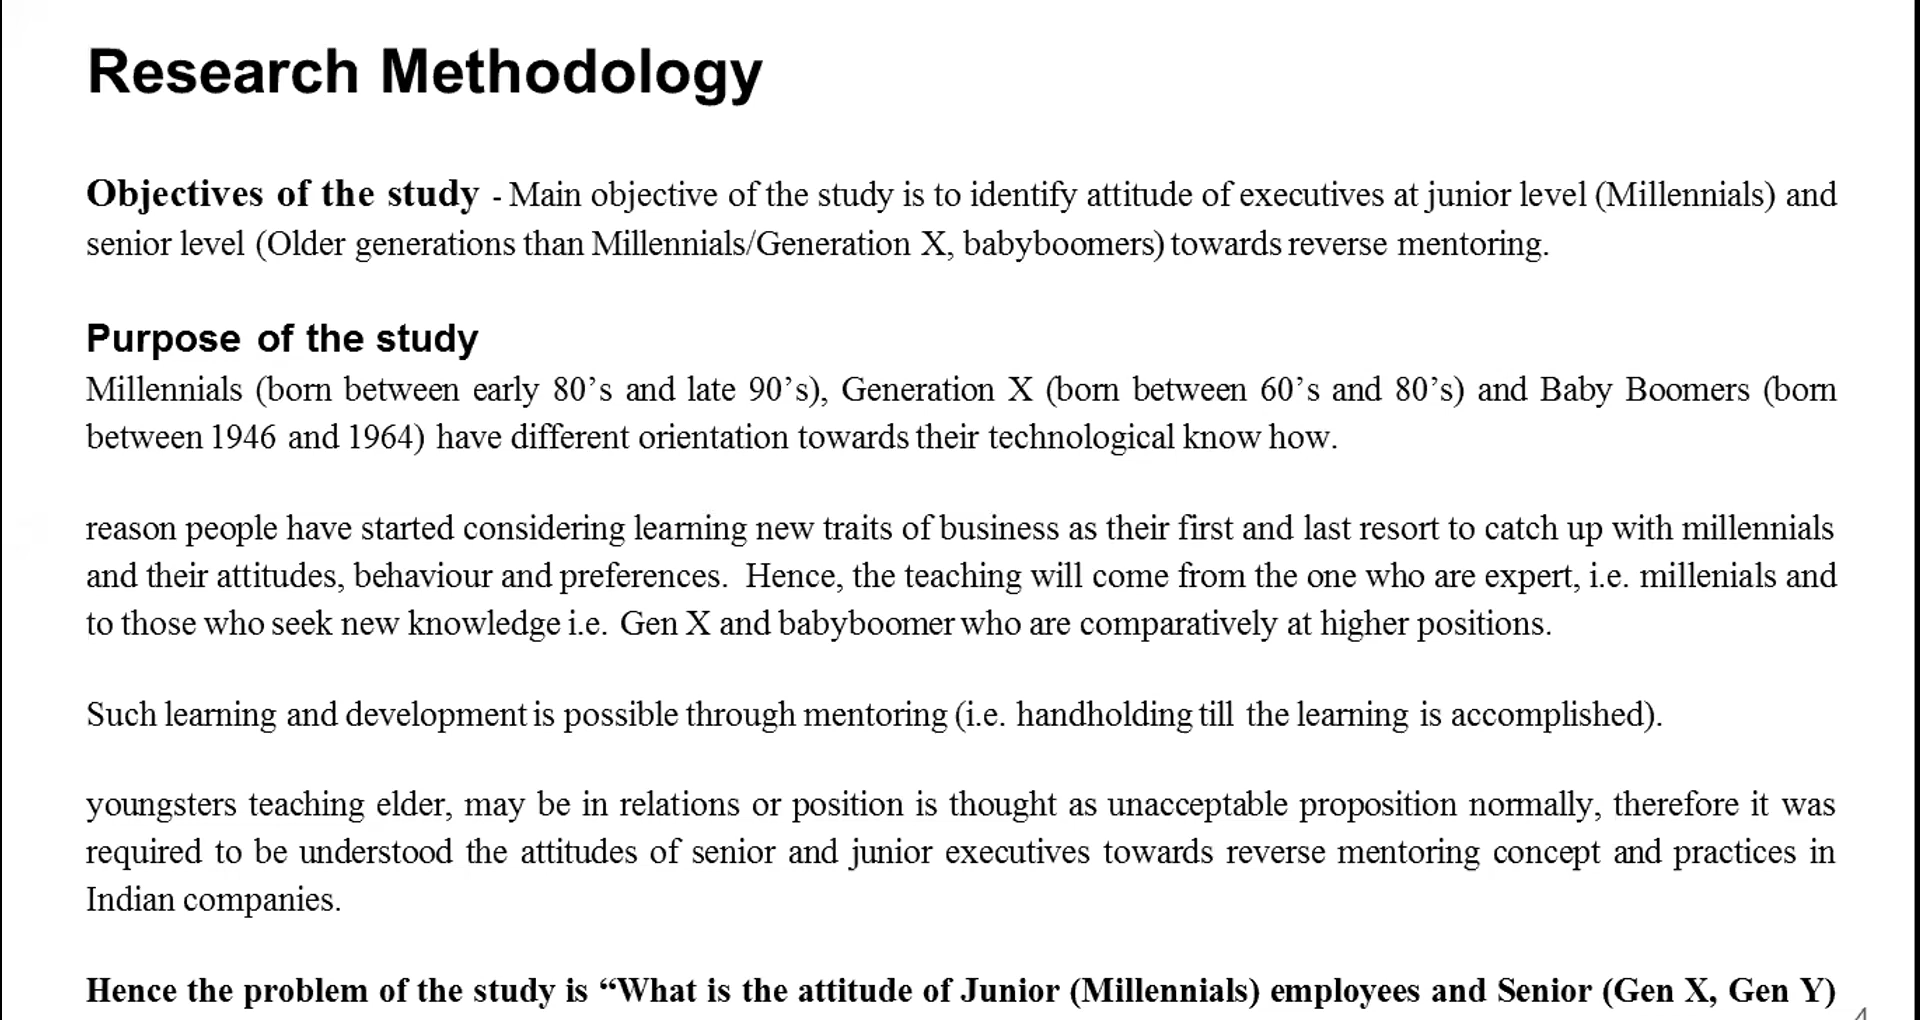 Research Methodology
Objectives of the study - Main objective of the study is to identify attitude of executives at junior level (Millennials) and
senior level (Older generations than Millennials/Generation X, babyboomers) towards reverse mentoring.
Purpose of the study
Millennials (born between early 80’s and late 90’s), Generation X (born between 60’s and 80’s) and Baby Boomers (born
between 1946 and 1964) have different orientation towards their technological know how.
reason people have started considering learning new traits of business as their first and last resort to catch up with millennials
and their attitudes, behaviour and preferences. Hence, the teaching will come from the one who are expert, i.e. millenials and
to those who seek new knowledge i.e. Gen X and babyboomer who are comparatively at higher positions.
Such learning and development is possible through mentoring (i.e. handholding till the learning is accomplished).
youngsters teaching elder, may be in relations or position is thought as unacceptable proposition normally, therefore it was
required to be understood the attitudes of senior and junior executives towards reverse mentoring concept and practices in
Indian companies.
Hence the problem of the study is “What is the attitude of Junior (Millennials) employees and Senior (Gen X, Gen Y)
4